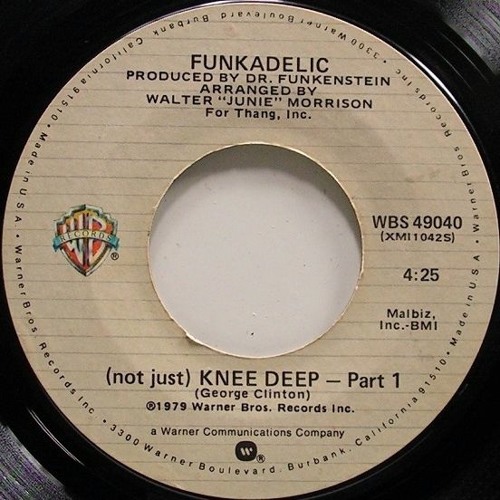 FUNKADELIC
PRODUCED BY DR. FUNKENSTEIN
ARRANGED BY
WALTER "JUNIE" MORRISON
For Thang, Inc.
WB
RECORDS
®
WBS 49040
(XMI1042S)
4:25
Malbiz,
Inc.-BMI
(not just) KNEE DEEP — Part 1
(George Clinton)
℗1979 Warner Bros. Records Inc.
a Warner Communications Company
W
®
Warner Bros Records Inc. • 3300 Warner Boulevard, Burbank, California 91510 • Made in U.S.A. • Warner Bros Records Inc. • 3300 Warner Boulevard, Burbank, California 91510 • Made in U.S.A. •